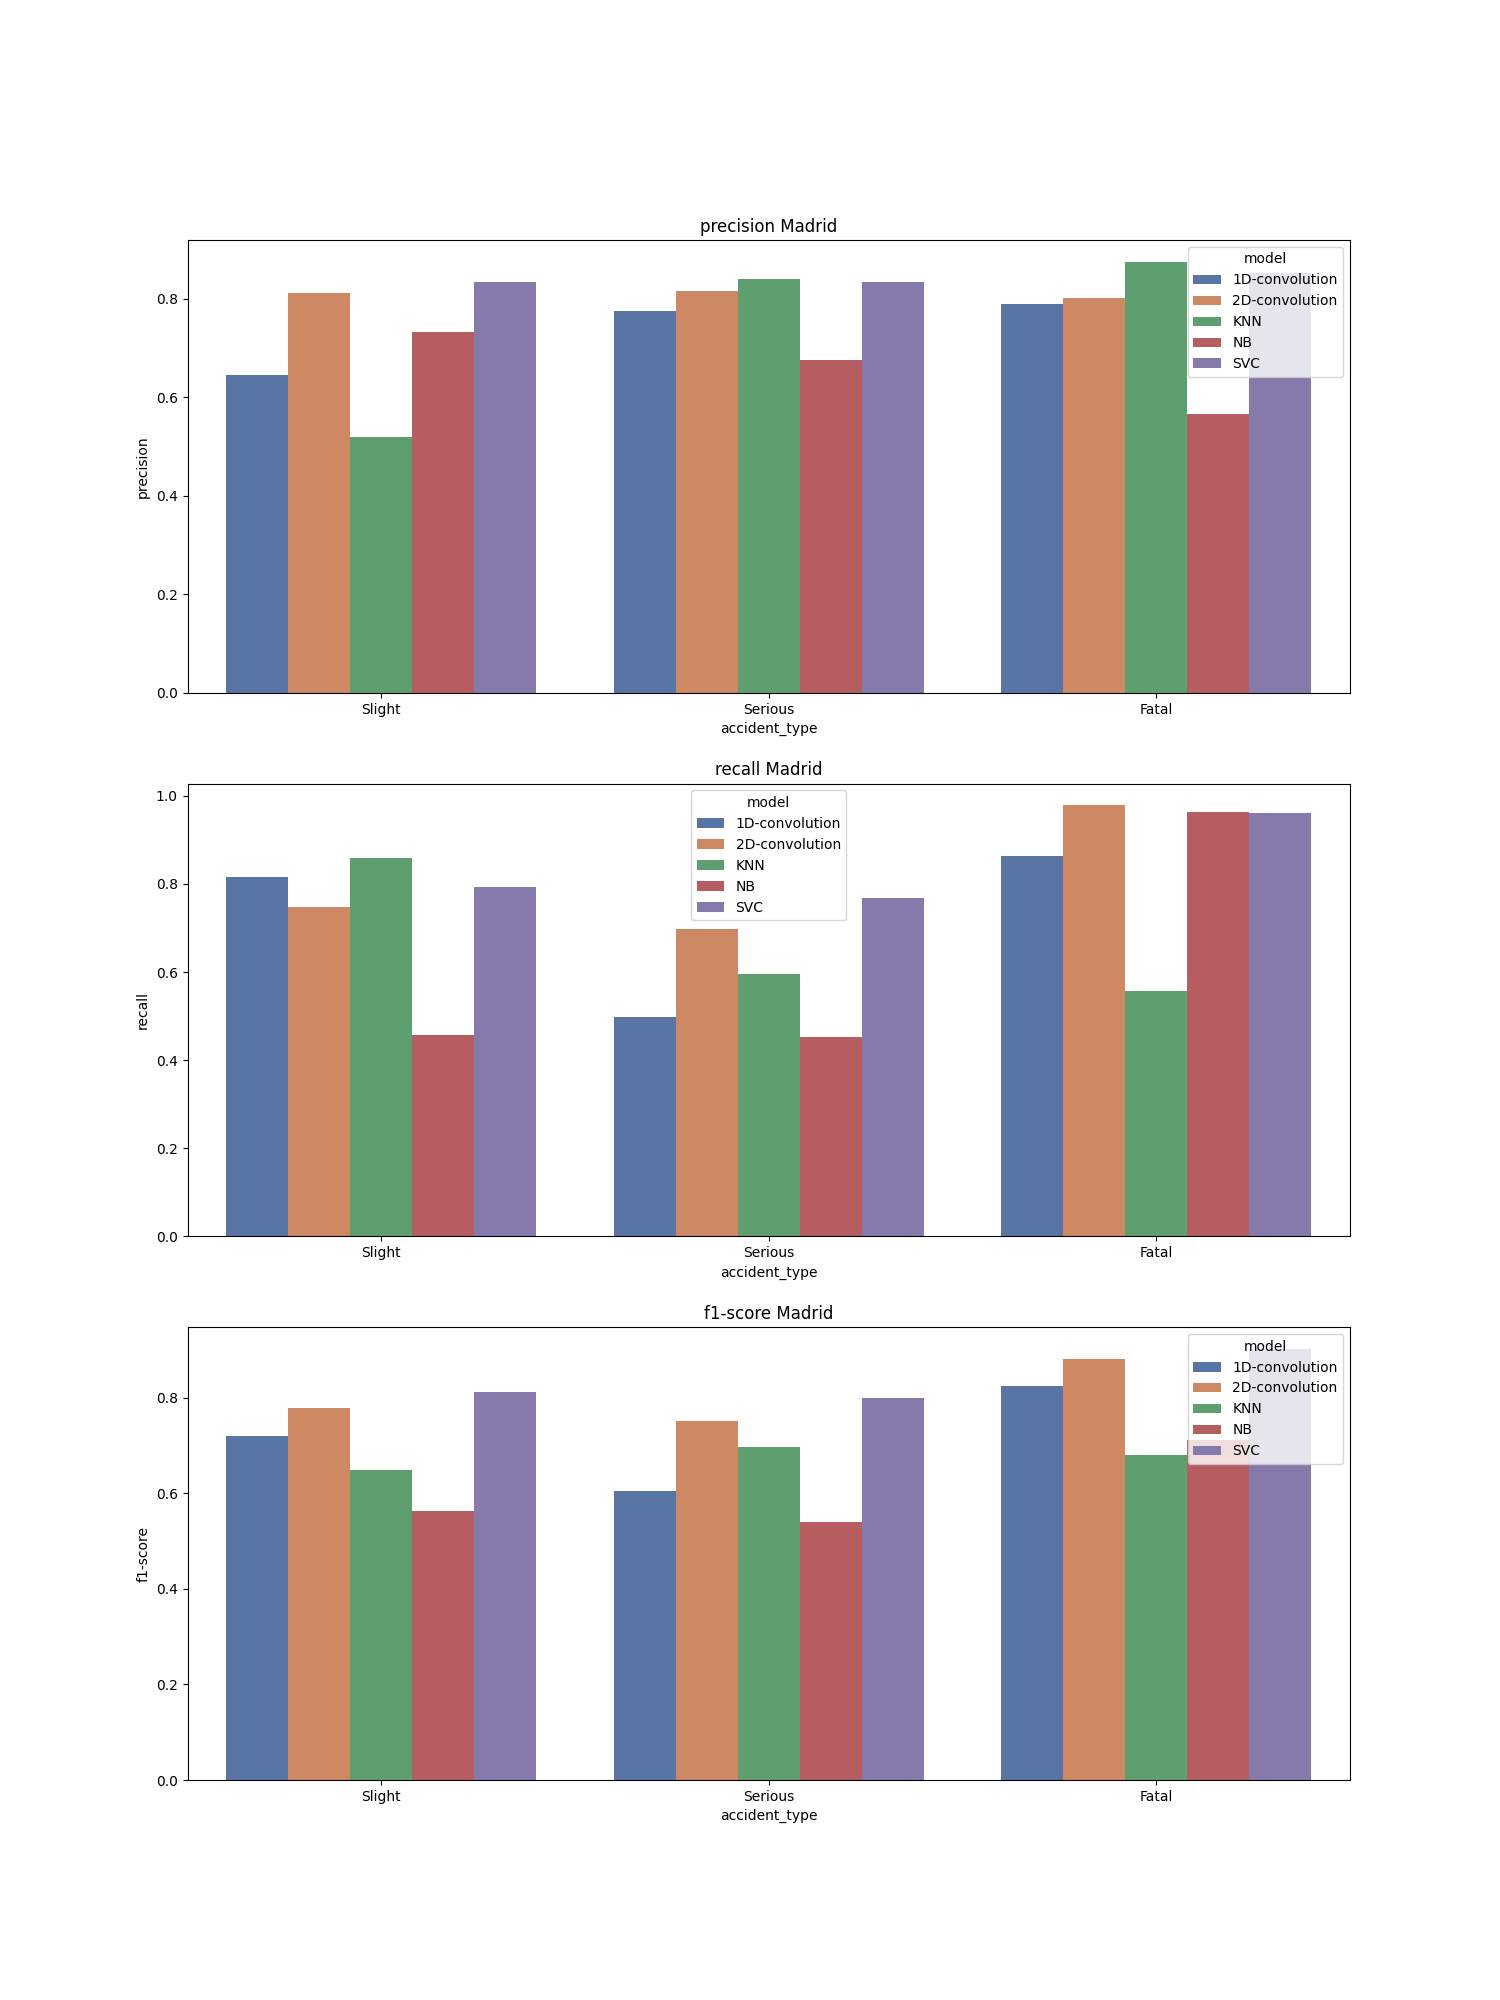 precision Madrid
model
1D-convolution
2D-convolution
KNN
NB
SVC
0.8
0.6
0.4
0.2
0.0
precision
Slight Serious Fatal
accident_type
recall Madrid
model
1D-convolution
2D-convolution
KNN
NB
SVC
1.0
0.8
0.6
0.4
0.2
0.0
recall
Slight Serious Fatal
accident_type
f1-score Madrid
model
1D-convolution
2D-convolution
KNN
NB
SVC
0.8
0.6
0.4
0.2
0.0
f1-score
Slight Serious Fatal
accident_type